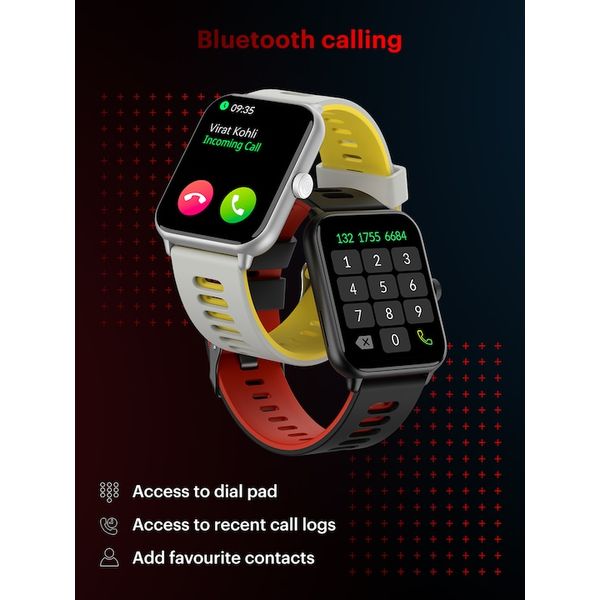 Bluetooth calling
09:35
Virat Kohli
Incoming Call
132 1755 6684
1 2 3
4 5 6
7 8 9
0
Access to dial pad
Access to recent call logs
Add favourite contacts